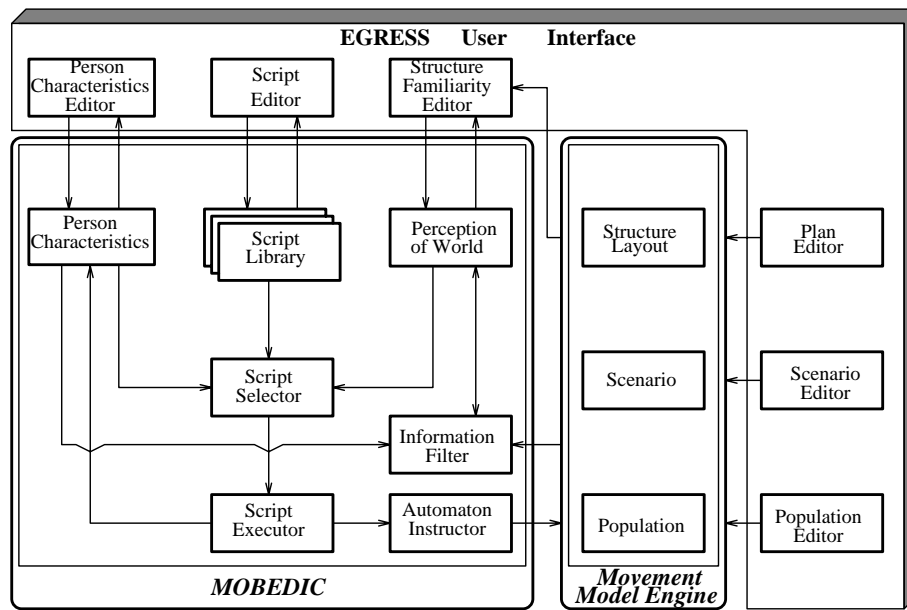 EGRESS User Interface
Person
Characteristics
Editor
Script
Editor
Structure
Familiarity
Editor
Person
Characteristics
Script
Library
Perception
of World
Structure
Layout
Plan
Editor
Script
Selector
Scenario
Scenario
Editor
Information
Filter
Script
Executor
Automaton
Instructor
Population
Population
Editor
MOBEDIC
Movement
Model Engine